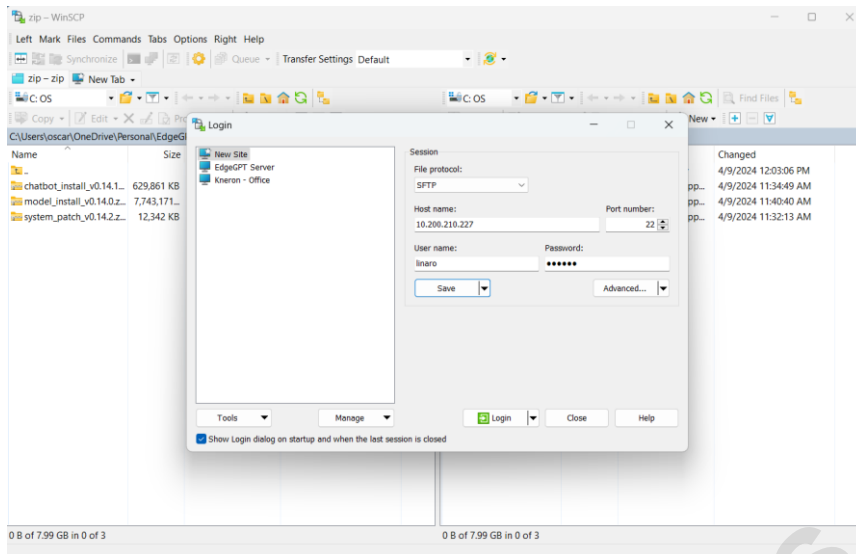 zip – WinSCP
Left Mark Files Commands Tabs Options Right Help
Synchronize Queue Transfer Settings Default
zip – zip New Tab
C: OS C: OS Find Files
Copy Edit New
C:\Users\oscar\OneDrive\Personal\EdgeG
Name Size Changed
..
4/9/2024 12:03:06 PM
chatbot_install_v0.14.1... 629,861 KB pp... 4/9/2024 11:34:49 AM
model_install_v0.14.0.z... 7,743,171... pp... 4/9/2024 11:40:40 AM
system_patch_v0.14.2.z... 12,342 KB pp... 4/9/2024 11:32:13 AM
Login
New Site
EdgeGPT Server
Kneron - Office
Session
File protocol:
SFTP
Host name: Port number:
10.200.210.227 22
User name: Password:
linaro ••••••
Save Advanced...
Tools Manage Login Close Help
Show Login dialog on startup and when the last session is closed
0 B of 7.99 GB in 0 of 3 0 B of 7.99 GB in 0 of 3